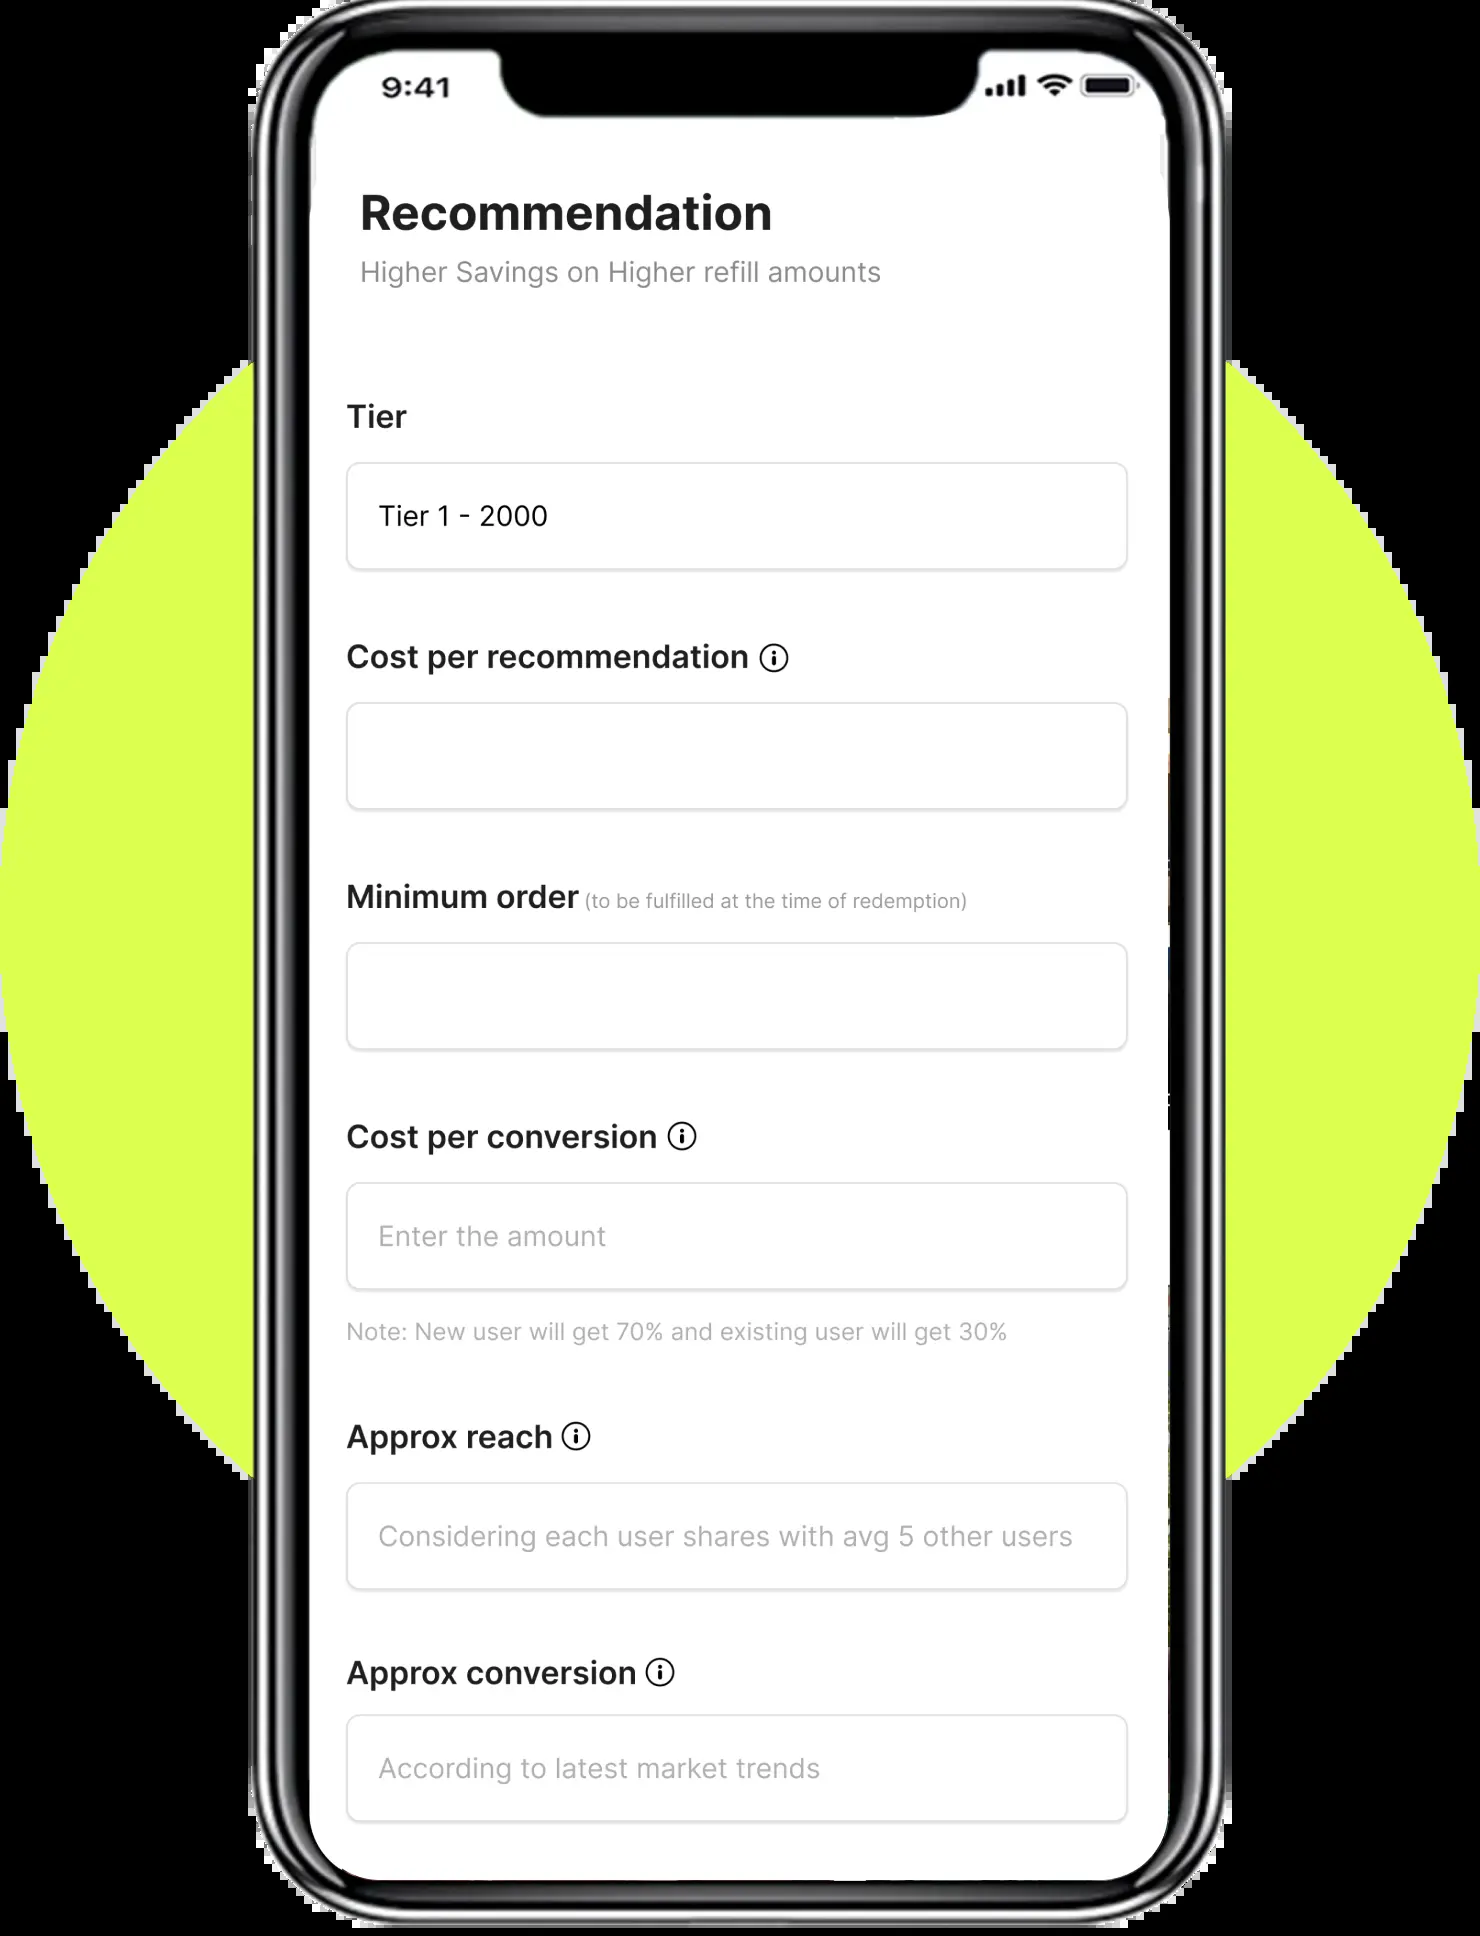 9:41
Recommendation
Higher Savings on Higher refill amounts
Tier
Tier 1 - 2000
Cost per recommendation
Minimum order (to be fulfilled at the time of redemption)
Cost per conversion
Enter the amount
Note: New user will get 70% and existing user will get 30%
Approx reach
Considering each user shares with avg 5 other users
Approx conversion
According to latest market trends